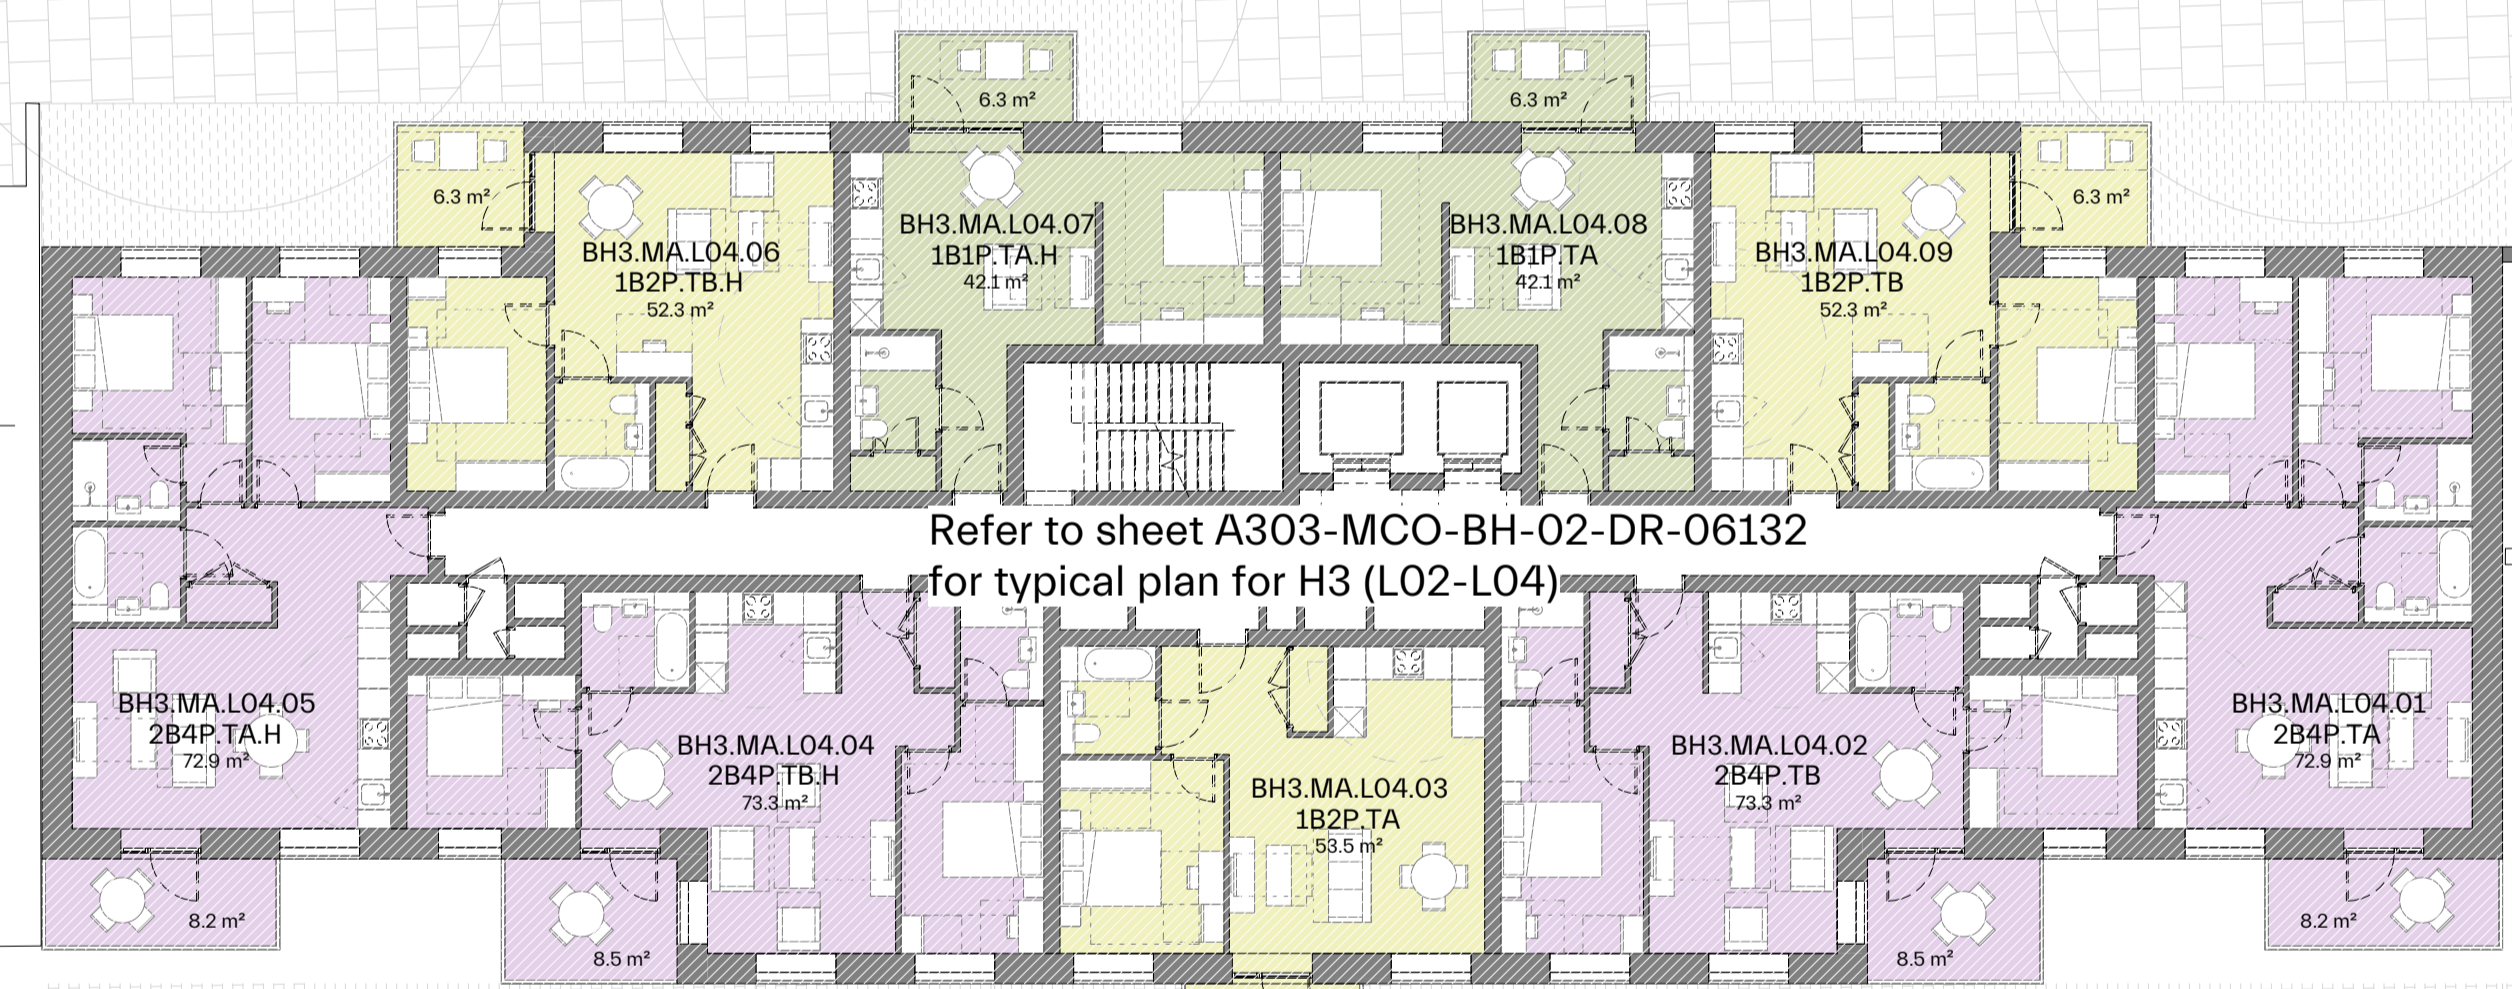 6.3 m²
6.3 m²
6.3 m²
6.3 m²
BH3.MA.L04.06
1B2P.TB.H
52.3 m²
BH3.MA.L04.07
1B1P.TA.H
42.1 m²
BH3.MA.L04.08
1B1P.TA
42.1 m²
BH3.MA.L04.09
1B2P.TB
52.3 m²
Refer to sheet A303-MCO-BH-02-DR-06132
for typical plan for H3 (L02-L04)
BH3.MA.L04.05
2B4P.TA.H
72.9 m²
BH3.MA.L04.04
2B4P.TB.H
73.3 m²
BH3.MA.L04.03
1B2P.TA
53.5 m²
BH3.MA.L04.02
2B4P.TB
73.3 m²
BH3.MA.L04.01
2B4P.TA
72.9 m²
8.2 m²
8.5 m²
8.5 m²
8.2 m²